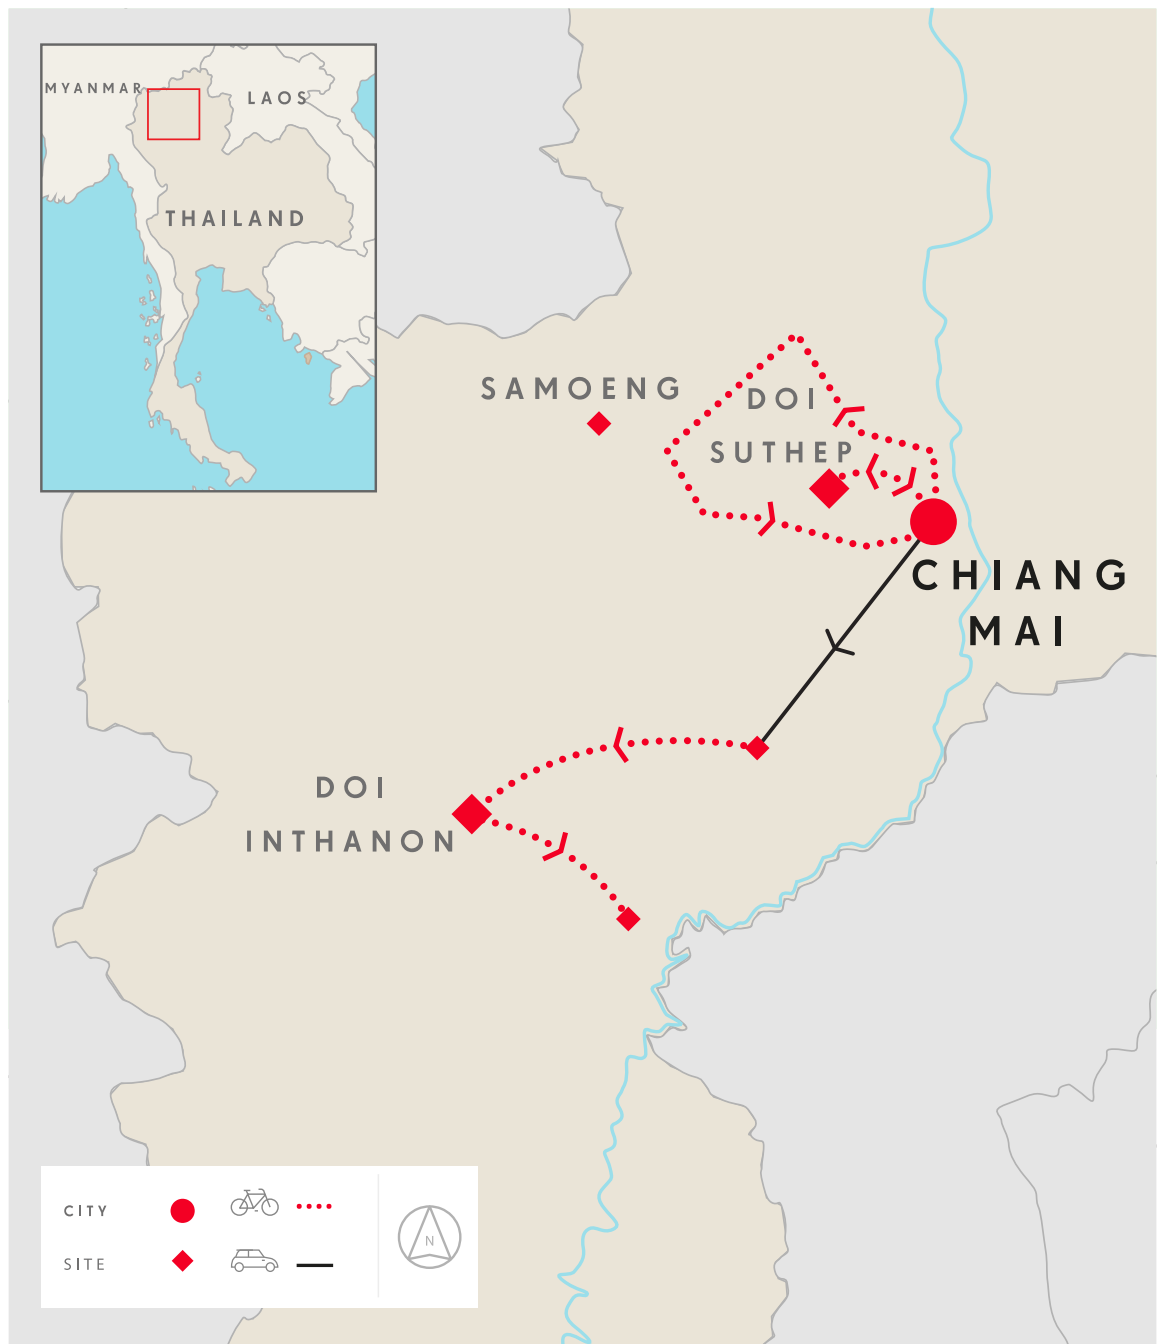 MYANMAR
LAOS
THAILAND
SAMOENG
DOI
SUTHEP
CHIANG
MAI
DOI
INTHANON
CITY
SITE
N